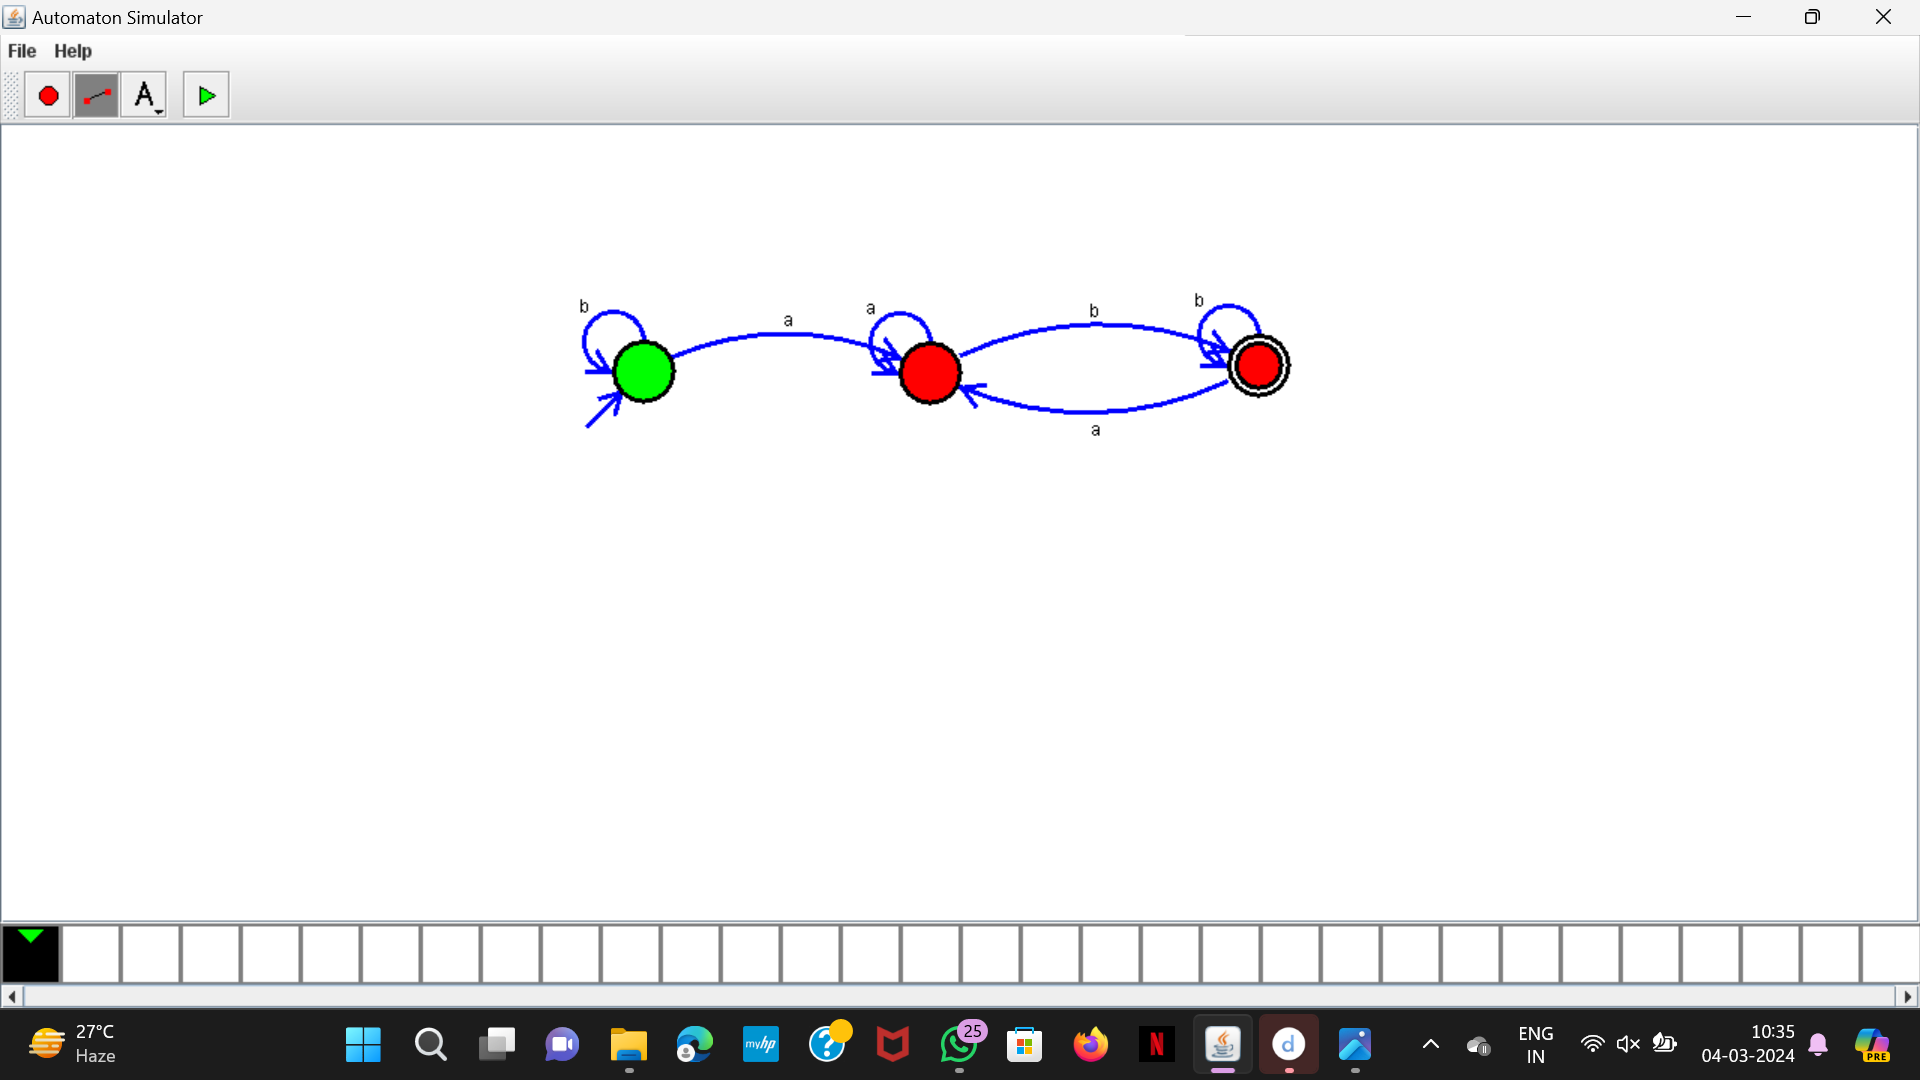 Automaton Simulator
File Help
A
b
a
a
b
b
a
27°C
Haze
myhp
?
25
N
d
ENG
IN
10:35
04-03-2024
PRE